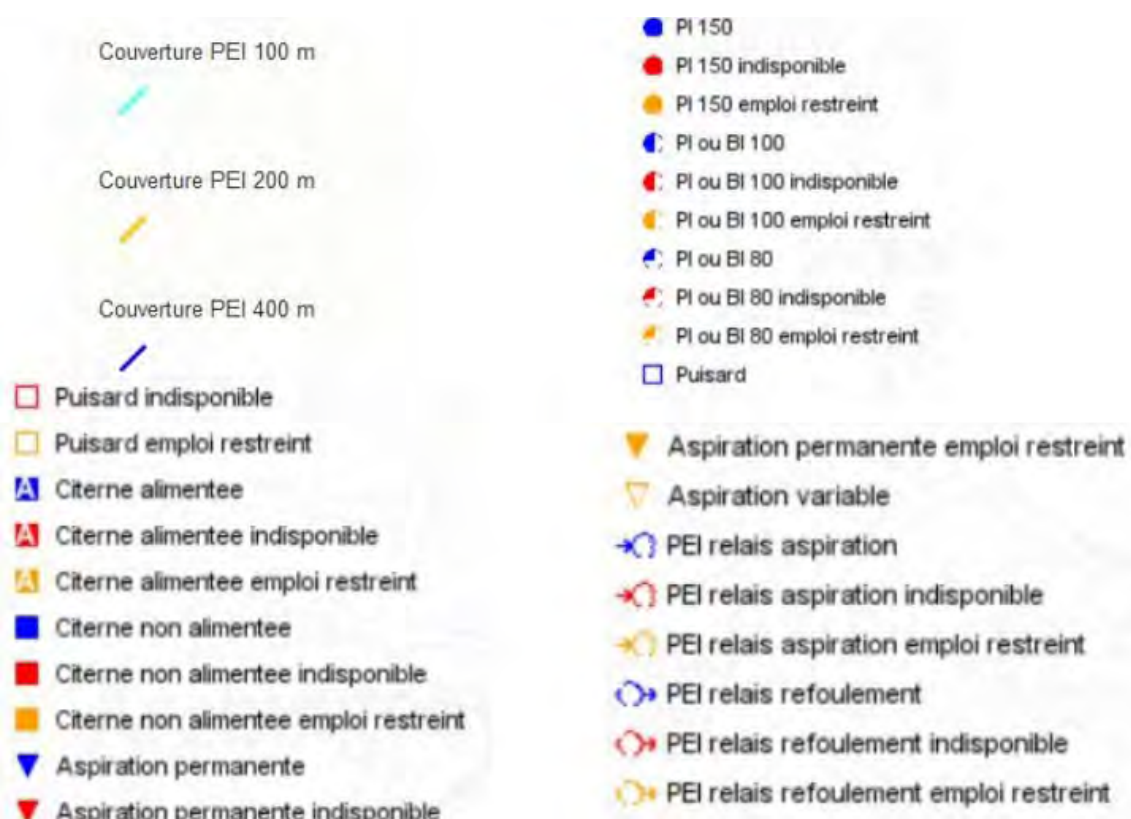 Couverture PEI 100 m
Couverture PEI 200 m
Couverture PEI 400 m
Puisard indisponible
Puisard emploi restreint
A Citerne alimentee
A Citerne alimentee indisponible
A Citerne alimentee emploi restreint
Citerne non alimentee
Citerne non alimentee indisponible
Citerne non alimentee emploi restreint
Aspiration permanente
Aspiration permanente indisponible
PI 150
PI 150 indisponible
PI 150 emploi restreint
PI ou BI 100
PI ou BI 100 indisponible
PI ou BI 100 emploi restreint
PI ou BI 80
PI ou BI 80 indisponible
PI ou BI 80 emploi restreint
Puisard
Aspiration permanente emploi restreint
Aspiration variable
PEI relais aspiration
PEI relais aspiration indisponible
PEI relais aspiration emploi restreint
PEI relais refoulement
PEI relais refoulement indisponible
PEI relais refoulement emploi restreint